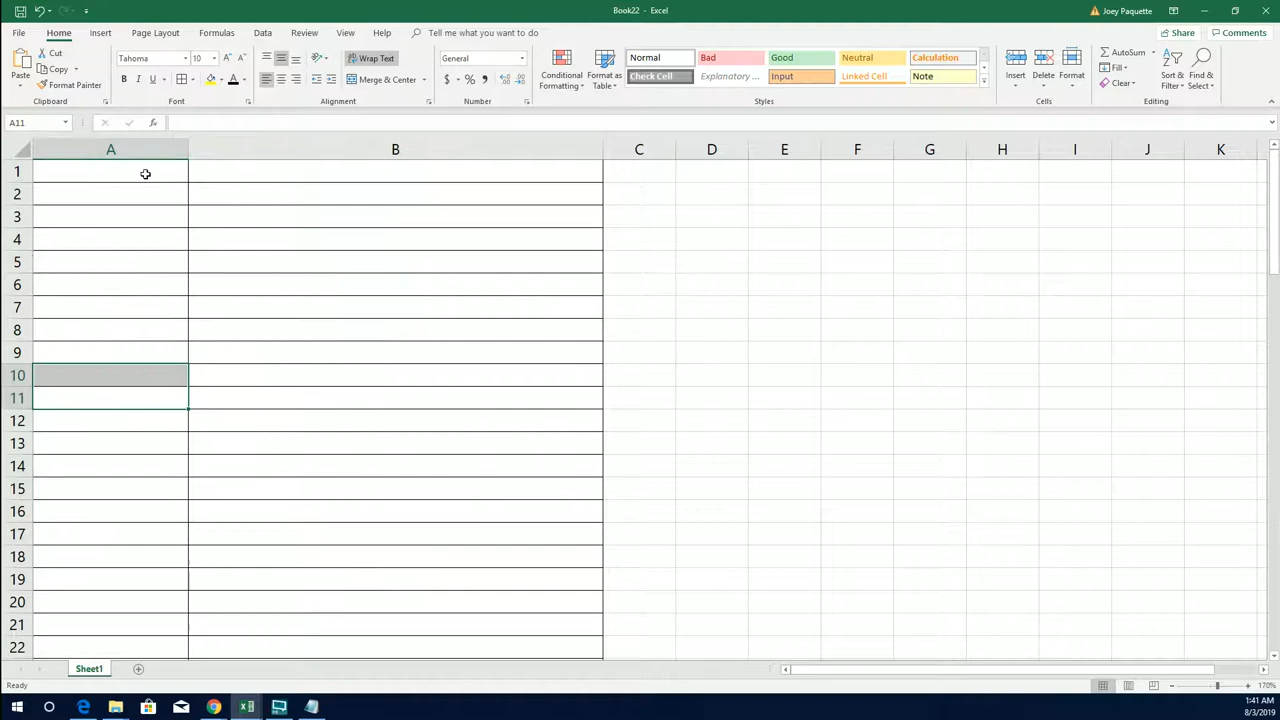 Book22 - Excel
Joey Paquette
File Home Insert Page Layout Formulas Data Review View Help Tell me what you want to do
Share Comments
Paste
Cut
Copy
Format Painter
Clipboard
Tahoma 10
B I U
Font
Wrap Text
Merge & Center
Alignment
General
$ % ,
Number
Conditional
Formatting
Format as
Table
Normal Bad Good Neutral Calculation
Check Cell Explanatory ... Input Linked Cell Note
Styles
Insert Delete Format
Cells
AutoSum
Fill
Clear
Sort &
Filter
Find &
Select
Editing
A11 fx
A B C D E F G H I J K
1
2
3
4
5
6
7
8
9
10
11
12
13
14
15
16
17
18
19
20
21
22
Sheet1
Ready 170%
1:41 AM
8/3/2019